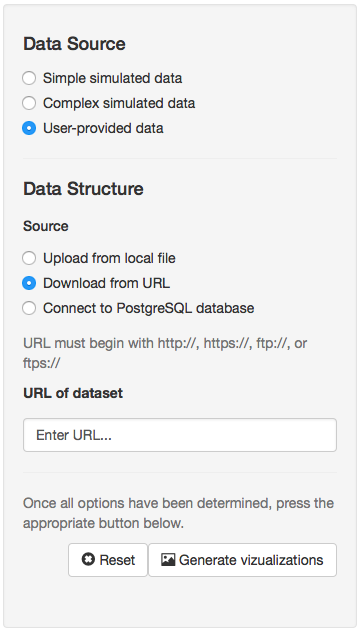 Data Source
Simple simulated data
Complex simulated data
User-provided data
Data Structure
Source
Upload from local file
Download from URL
Connect to PostgreSQL database
URL must begin with http://, https://, ftp://, or
ftps://
URL of dataset
Enter URL...
Once all options have been determined, press the
appropriate button below.
Reset Generate vizualizations